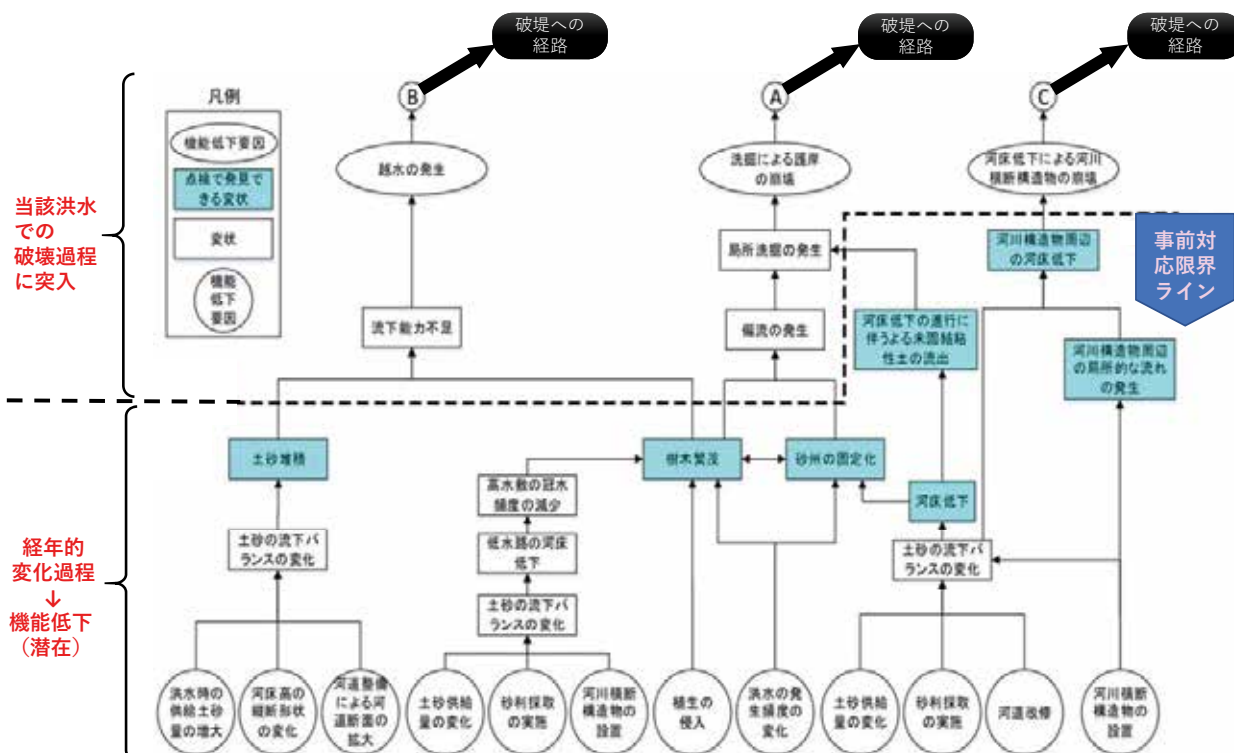 破堤への
経路
破堤への
経路
破堤への
経路
凡例
B
A
C
機能低下要因
点検で発見で
きる変状
変状
機能
低下
要因
越水の発生
洗掘による護岸
の崩壊
河床低下による河川
横断構造物の崩壊
当該洪水
での
破壊過程
に突入
局所洗掘の発生
河川構造物周辺
の河床低下
事前対
応限界
ライン
流下能力不足
偏流の発生
河床低下の進行に
伴うよる未固結粘
性土の流出
河川構造物周辺
の局所的な流れ
の発生
土砂堆積
樹木繁茂
砂州の固定化
高水敷の冠水
頻度の減少
河床低下
経年的
変化過程
↓
機能低下
(潜在)
土砂の流下バ
ランスの変化
低水路の河床
低下
土砂の流下バ
ランスの変化
土砂の流下バ
ランスの変化
洪水時の
供給土砂
量の増大
河床高の
縦断形状
の変化
河道整備
による河
道断面の
拡大
土砂供給
量の変化
砂利採取
の実施
河川横断
構造物の
設置
植生の
侵入
洪水の発
生頻度の
変化
土砂供給
量の変化
砂利採取
の実施
河道改修
河川横断
構造物の
設置